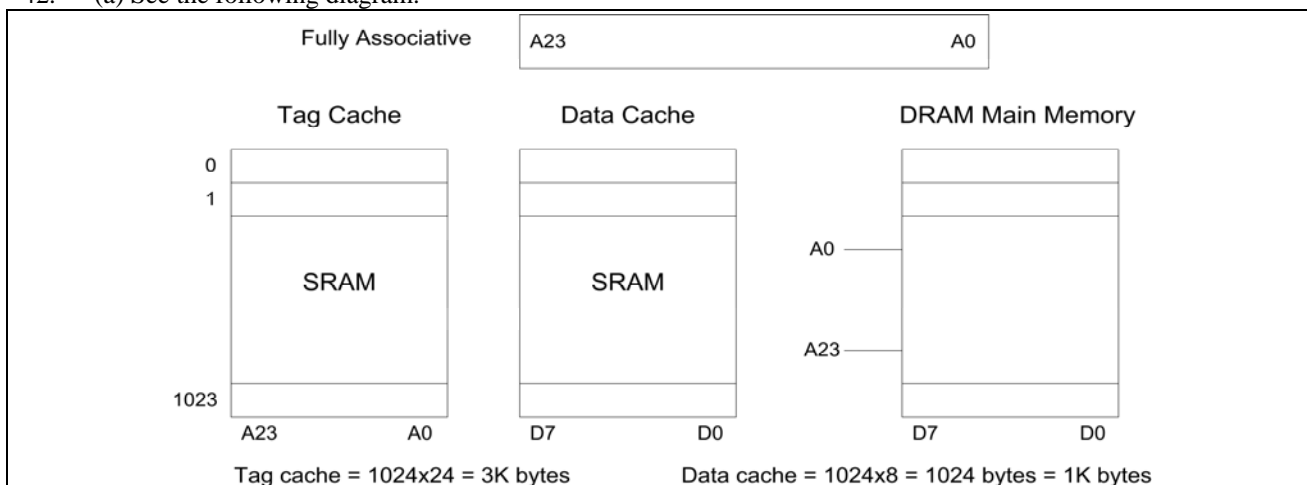 42. (a) See the following diagram.
Fully Associative A23 A0
Tag Cache Data Cache DRAM Main Memory
0
1
A0
SRAM SRAM
A23
1023
A23 A0 D7 D0 D7 D0
Tag cache = 1024x24 = 3K bytes Data cache = 1024x8 = 1024 bytes = 1K bytes